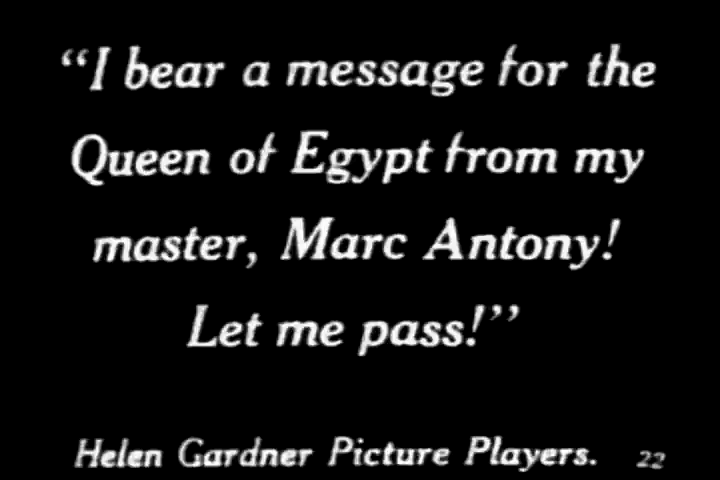 “I bear a message for the
Queen of Egypt from my
master, Marc Antony!
Let me pass!”
Helen Gardner Picture Players. 22